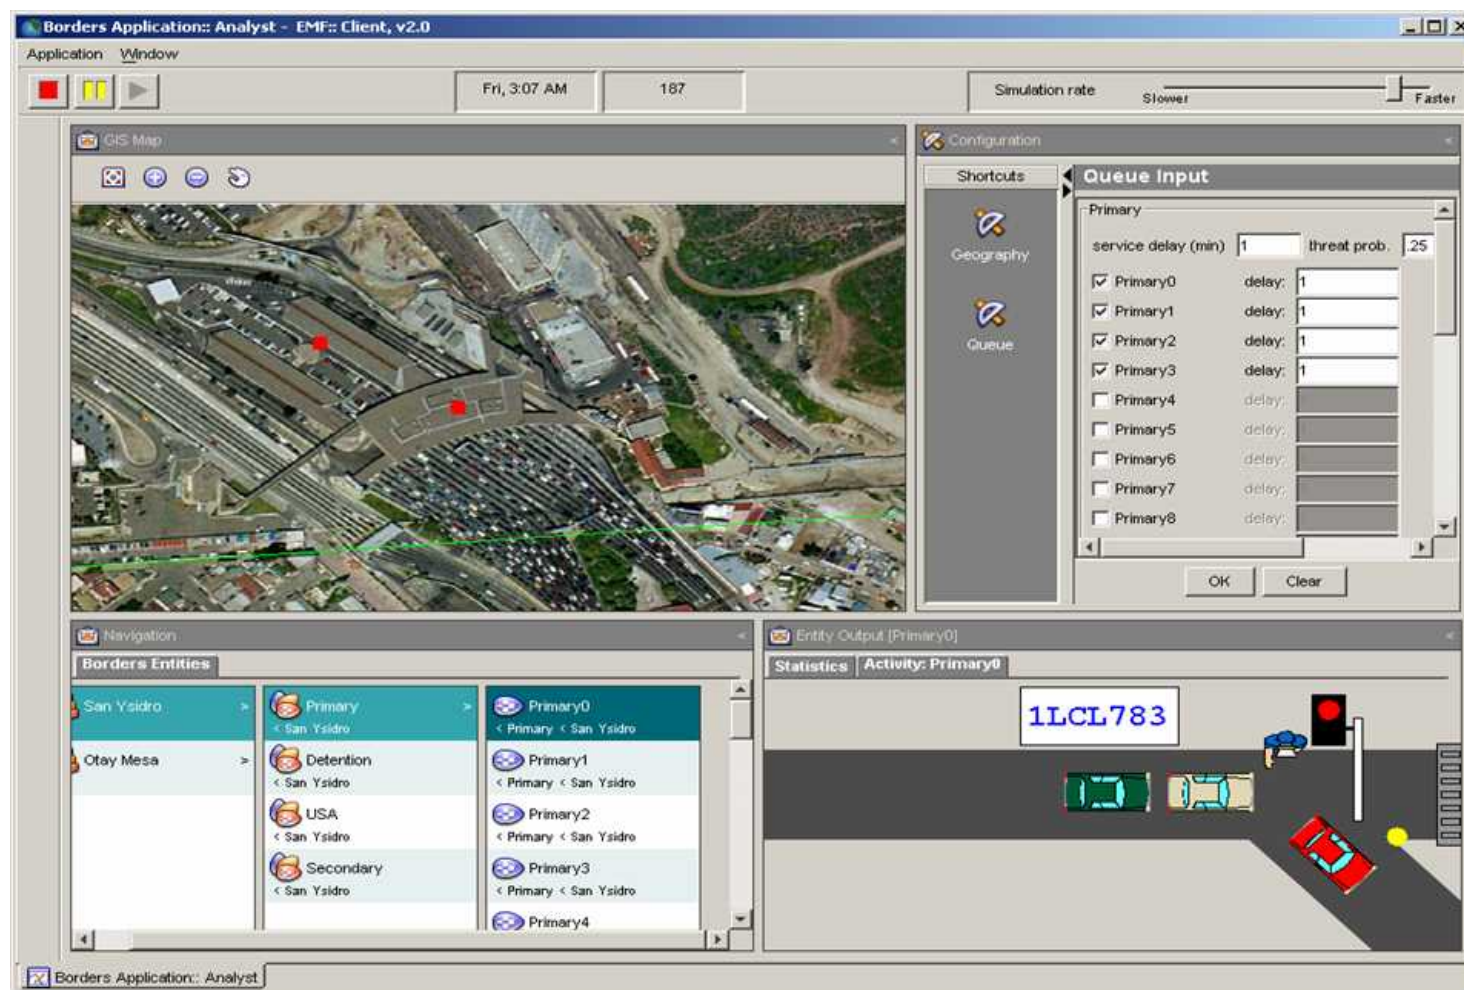 Borders Application:: Analyst - EMF:: Client, v2.0
Application Window
Fri, 3:07 AM
187
Simulation rate
Slower
Faster
GIS Map
Configuration
Shortcuts
Geography
Queue
Queue Input
Primary
service delay (min) 1 threat prob. .25
Primary0 delay: 1
Primary1 delay: 1
Primary2 delay: 1
Primary3 delay: 1
Primary4 delay:
Primary5 delay:
Primary6 delay:
Primary7 delay:
Primary8 delay:
OK Clear
Navigation
Borders Entities
San Ysidro >
Otay Mesa >
Primary >
< San Ysidro
Detention
< San Ysidro
USA
< San Ysidro
Secondary
< San Ysidro
Primary0
< Primary < San Ysidro
Primary1
< Primary < San Ysidro
Primary2
< Primary < San Ysidro
Primary3
< Primary < San Ysidro
Primary4
Entity Output [Primary0]
Statistics Activity: Primary0
1LCL783
Borders Application:: Analyst